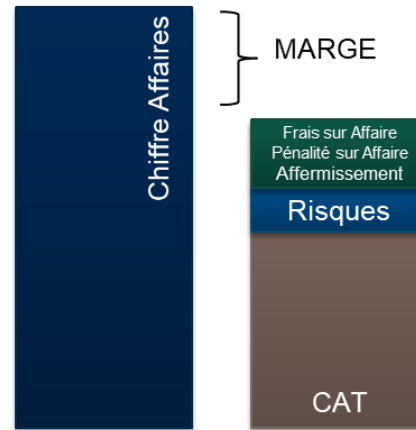 Chiffre Affaires
MARGE
Frais sur Affaire
Pénalité sur Affaire
Affermissement
Risques
CAT